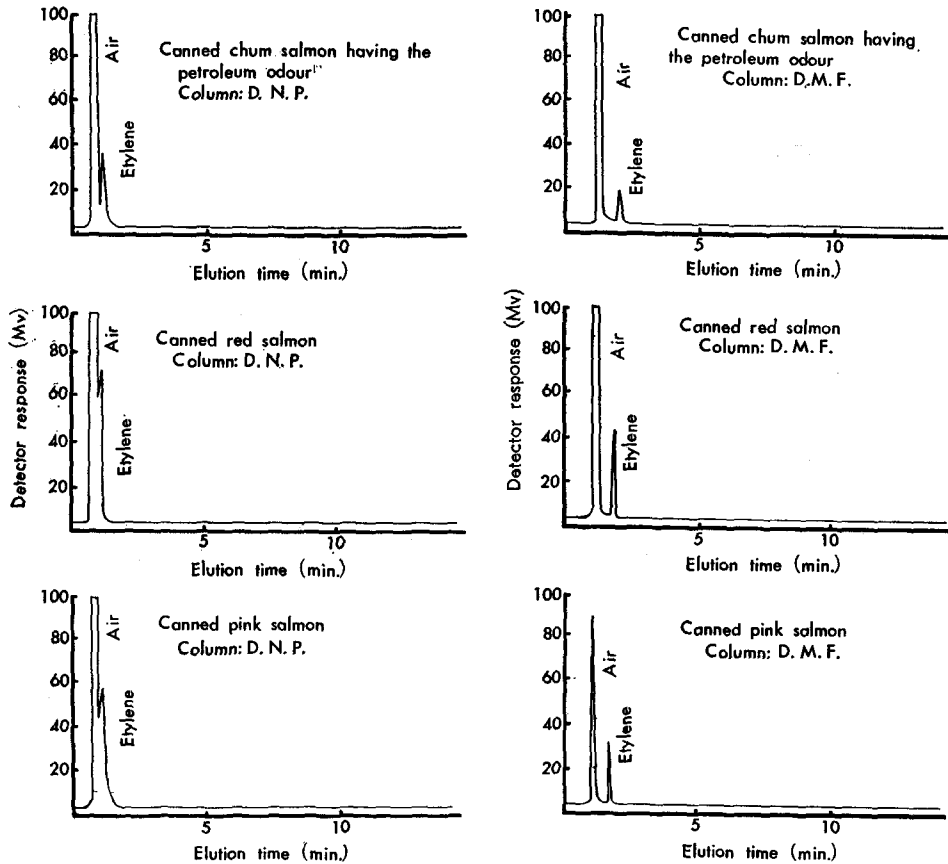 100
80
60
40
20
Air
Etylene
Canned chum salmon having the
petroleum odour
Column: D. N. P.
5
10
Elution time (min.)
100
80
60
40
20
Air
Etylene
Canned chum salmon having
the petroleum odour
Column: D.M.F.
5
10
Elution time (min.)
Detector response (Mv)
100
80
60
40
20
Air
Etylene
Canned red salmon
Column: D. N. P.
5
10
Elution time (min.)
Detector response (Mv)
100
80
60
40
20
Air
Etylene
Canned red salmon
Column: D. M. F.
5
10
Elution time (min.)
100
80
60
40
20
Air
Etylene
Canned pink salmon
Column: D. N. P.
5
10
Elution time (min.)
100
80
60
40
20
Air
Etylene
Canned pink salmon
Column: D. M. F.
5
10
Elution time (min.)